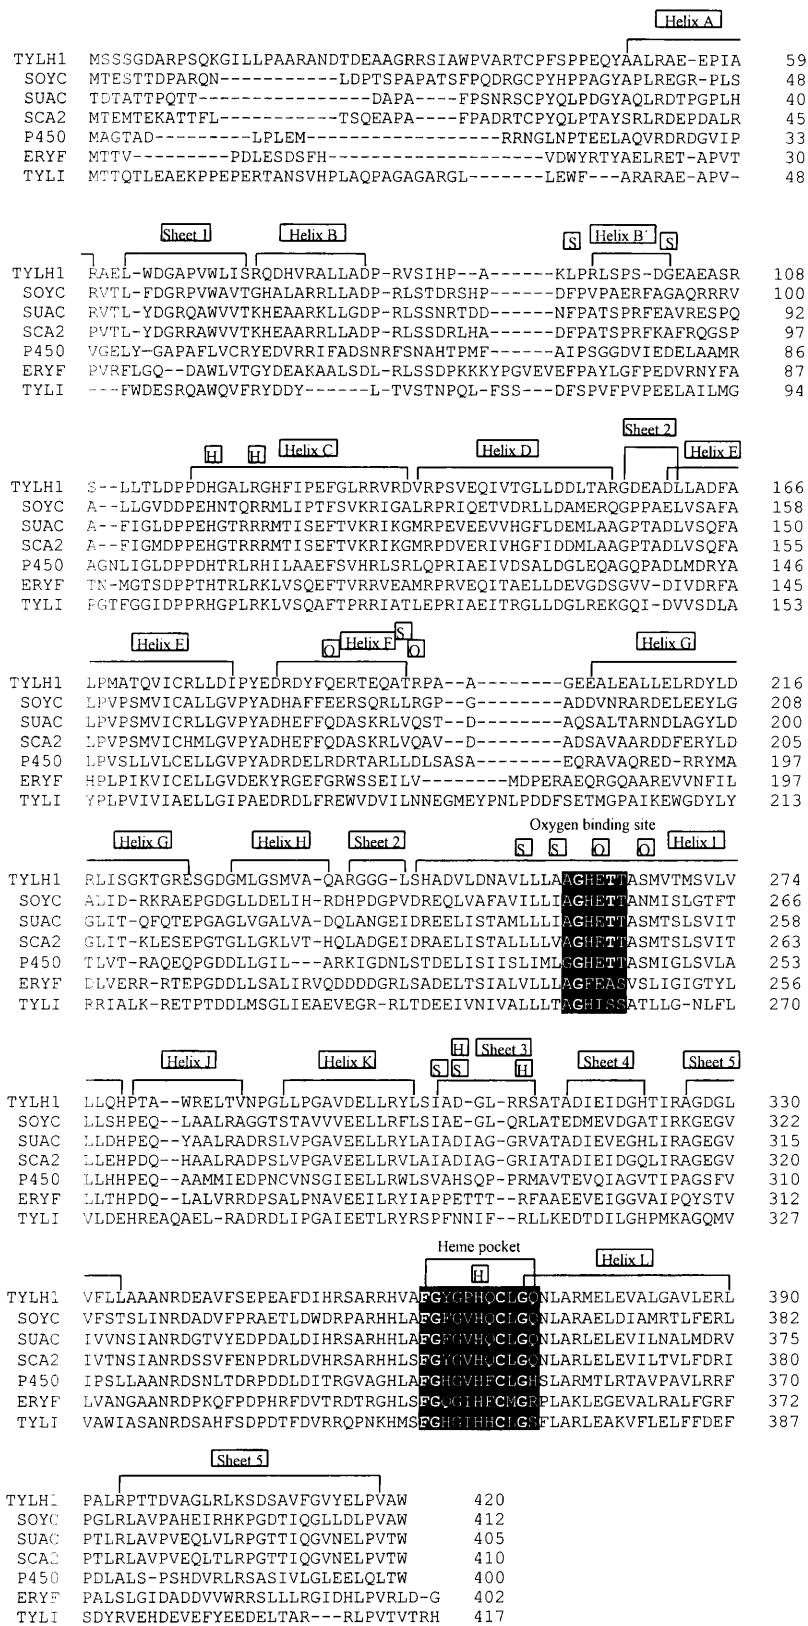 Helix A
TYLH1 MSSSGDARPSQKGILLPAARANDTDEAAGRRSIAWPVARTCPFSPPEQYAALRAE-EPIA 59
SOYC MTESTTDPARQN----------LDPTSPAPATSFPQDRGCPYHPPAGYAPLREGR-PLS 48
SUAC TDTDATTPQTT---------------DAPA---FPSNRSCPYQLPDGYAQLRDTPGPLH 40
SCA2 MTEMTEKATTFL-----------TSQEAPA---FPADRTCPYQLPTAYSRLRDEPDALR 45
P450 MAGTAD----------LPLEM---------------RRNGLNPTEELAQVRDRDGVIP 33
ERYF MTTV---------PDLESDSFH-----------------VDWYRTYAELRET-APVT 30
TYLI MTTQTLEAEKPPEPERTANSVHPLAQPAGAGARGL-------LEWF---ARARAE-APV- 48
Sheet 1 Helix B S Helix B´ S
TYLH1 RAEL-WDGAPVWLISRQDHVRALLADP-RVSIHP---A-----KLPRLSPS-DGEAEASR 108
SOYC RVTL-FDGRPVWAVTGHALARRLLADP-RLSTDRSHP------DFPVPAERFAGAQRRRV 100
SUAC RVTL-YDGRQAWVVTKHEAARKLLGDP-RLSSNRTDD------NFPATSPRFEAVRESPQ 92
SCA2 PVTL-YDGRRAWVVTKHEAARRLLADP-RLSSDRLHA------DFPATSPRFKAFRQGSP 97
P450 VGELY-GAPAFLVCRYEDVRRIFADSNRFSNAHTPMF------AIPSGGDVIEDELAAMR 86
ERYF PVRFLGQ--DAWLVTGYDEAKAALSDL-RLSSDPKKKYPGVEVEFPAYLGFPEDVRNYFA 87
TYLI ---FWDESRQAWQVFRYDDY------L-TVSTNPQL-FSS---DFSPVFPVPEELAILMG 94
H H Helix C Helix D Sheet 2 Helix E
TYLH1 S--LLTLDPPDHGALRGHFIPEFGLRRVRDVRPSVEQIVTGLLDDLTARGDEADLLADFA 166
SOYC A--LLGVDDPEHNTQRRMLIPTFSVKRIGALRPRIQETVDRLLDAMERQGPPAELVSAFA 158
SUAC A--FIGLDPPEHGTRRRMTISEFTVKRIKGMRPEVEEVVHGFLDEMLAAGPTADLVSQFA 150
SCA2 A--FIGMDPPEHGTRRRMTISEFTVKRIKGMRPDVERIVHGFIDDMLAAGPTADLVSQFA 155
P450 AGNLIGLDPPEHTRLRHILAAEFSVHRLSRLQPRIAEIVDSALDGLEQAGQPADLMDRYA 146
ERYF TN-MGTSDPPTHTRLRKLVSQEFTVRRVEAMRPRVEQITAELLDEVGDSGVV-DIVDRFA 145
TYLI PGTFGGIDPPRHGPLRKLVSQAFTPRRIATLEPRIAEITRGLLDGLREKGQI-DVVSDLA 153
Helix E O Helix F S O Helix G
TYLH1 LPMATQVICRLLDIPYEDRDYFQERTEQATRPA--A--------GEEALEALLELRDYLD 216
SOYC LPVPSMVICALLGVPYADHAFFEERSQRLLRGP--G--------ADDVNRARDELEEYLG 208
SUAC LPVPSMVICRLLGVPYADHEFFQDASKRLVQST--D--------AQSALTARNDLAGYLD 200
SCA2 LPVSSMVICHMLGVPYADHEFFQDASKRLVQAV--D--------ADSAVAARDDFERYLD 205
P450 LPVSLLVLCELLGVPYADRDELRDRTARLLDLSASA--------EQRAVAQRED-RRYMA 197
ERYF HPLPIKVICELLGVDEKYRGEFGRWSSEILV--------MDPERAEQRGQAAREVVNFIL 197
TYLI YPLPVIVIAELLGIPAEDRDLFREWVDVILNNEGMEYPNLPDDFSETMGPAIKEWGDYLY 213
Oxygen binding site
Helix G Helix H Sheet 2 S S O S Helix I
TYLH1 RLISGKTGRESGDGMLGSMVA-QARGGG-LSHADVLDNAVLLLAAGHETTASMVTMSVLV 274
SOYC ALID-RKRAEPGDGLLDELIH-RDHPDGPVDREQLVAFAVILLIAGHETTANMISLGTFT 266
SUAC GLIT-QFQTEPGAGLVGALVA-DQLANGEIDREELISTAMLLLIAGHETTASMTSLSVIT 258
SCA2 GLIT-KLESEPGTGLLGKLVT-HQLADGEIDRAELISTALLLLVAGHETTASMTSLSVIT 263
P450 TLVT-RAQEQPGDDLLGIL---ARKIGDNLSTDELISIISLIMLGGHETTASMIGLSVLA 253
ERYF DLVERR-RTEPGDDLLSALIRVQDDDDGRLSADELTSIALVLLLAGFEASVSLIGIGTYL 256
TYLI RRIALK-RETPTDDLMSGLIEAEVEGR-RLTDEEIVNIVALLLTAGHISSATLLG-NLFL 270
Helix J Helix K S H S Sheet 3 H Sheet 4 Sheet 5
TYLH1 LLQHPTA--WRELTVNPGLLPGAVDELLRYLSIAD-GL-RRSATADIEIDGHTIRAGDGL 330
SOYC LLSHPEQ--LAALRAGGTSTAVVVEELLRFLSIAE-GL-QRLATEDMEVDGATIRKGEGV 322
SUAC LLDHPEQ--YAALRADRSLVPGAVEELLRYLAIADIAG-GRVATADIEVEGHLIRAGEGV 315
SCA2 LLEHPDQ--HAALRADPSLVPGAVEELLRVLAIADIAG-GRIATADIEIDGQLIRAGEGV 320
P450 LLHHPEQ--AAMMIEDPNCVNSGIEELLRWLSVAHSQP-PRMAVTEVQIAGVTIPAGSFV 310
ERYF LLTHPDQ--LALVRRDPSALPNAVEEILRYIAPPETTT--RFAAEEVEIGGVAIPQYSTV 312
TYLI VLDEHREAQAEL-RADRDLIPGAIEETLRYRSPFNNIF--RLLKEDTDILGHPMKAGQMV 327
Heme pocket
H Helix L
TYLH1 VFLLAAANRDEAVFSEPEAFDIHRSARRHVAFGYGPHQCLGQNLARMELEVALGAVLERL 390
SOYC VFSTSLINRDADVFPRAETLDWDRPARHHLAFGFGVHQCLGQNLARAELDIAMRTLFERL 382
SUAC IVVNSIANRDGTVYEDPDALDIHRSARHHLAFGFGVHQCLGQNLARLELEVILNALMDRV 375
SCA2 IVTNSIANRDSSVFENPDRLDVHRSARHHLSFGYGVHQCLGQNLARLELEVILTVLFDRI 380
P450 IPSLLAANRDSNLTDRPDDLDITRGVAGHLAFGHGVHFCLGHSLARMTLRTAVPAVLRRF 370
ERYF LVANGAANRDPKQFPDPHRFDVTRDTRGHLSFGQGIHFCMGRPLAKLEGEVALRALFGRF 372
TYLI VAWIASANRDSAHFSDPDTFDVRRQPNKHMSFGHGIHHCLGSFLARLEAKVFLELFFDEF 387
Sheet 5
TYLH1 PALRPTTDVAGLRLKSDSAVFGVYELPVAW 420
SOYC PGLRLAVPAHEIRHKPGDTIQGLLDLPVAW 412
SUAC PTLRLAVPVEQLVLRPGTTIQGVNELPVTW 405
SCA2 PTLRLAVPVEQLTLRPGTTIQGVNELPVTW 410
P450 PDLALS-PSHDVRLRSASIVLGLEELQLTW 400
ERYF PALSLGIDADDVVWRRSLLLRGIDHLPVRLD-G 402
TYLI SDYRVEHDEVEFYEEDELTAR---RLPVTVTRH 417